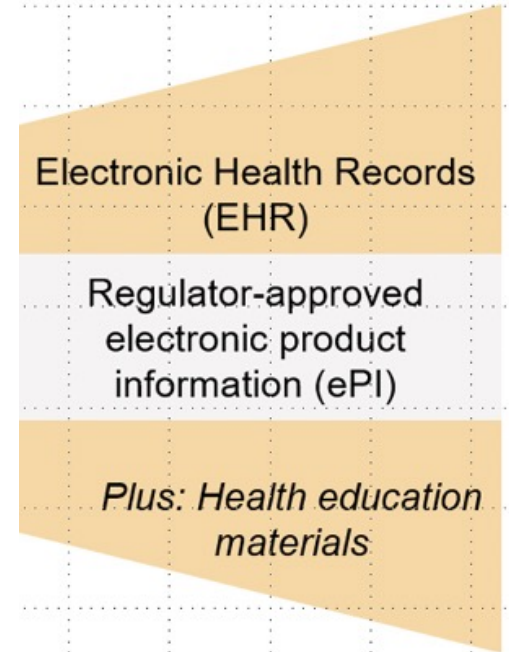 Electronic Health Records
(EHR)
Regulator-approved
electronic product
information (ePI)
Plus: Health education
materials